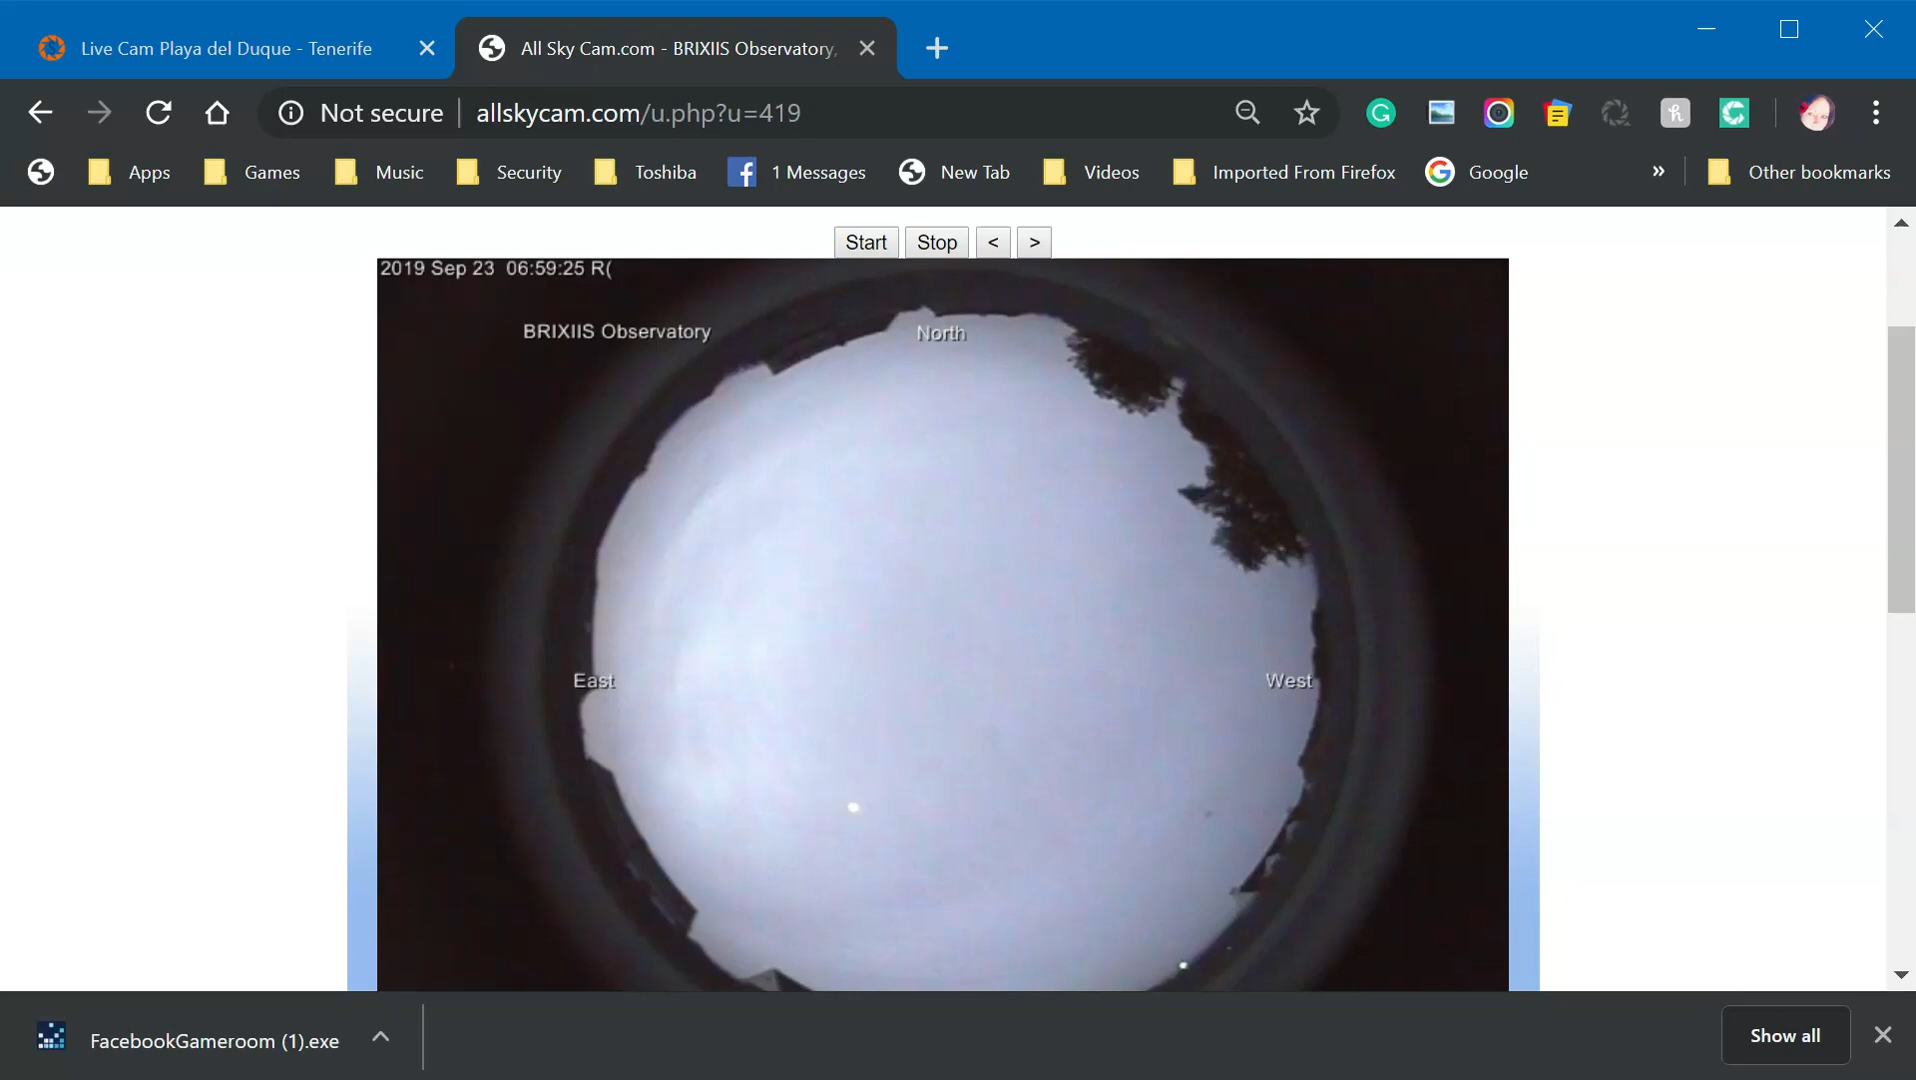 Live Cam Playa del Duque - Tenerife
All Sky Cam.com - BRIXIIS Observatory,
Not secure
allskycam.com/u.php?u=419
Apps
Games
Music
Security
Toshiba
1 Messages
New Tab
Videos
Imported From Firefox
Google
»
Other bookmarks
Start
Stop
<
>
2019 Sep 23 06:59:25 R(
BRIXIIS Observatory
North
East
West
FacebookGameroom (1).exe
Show all